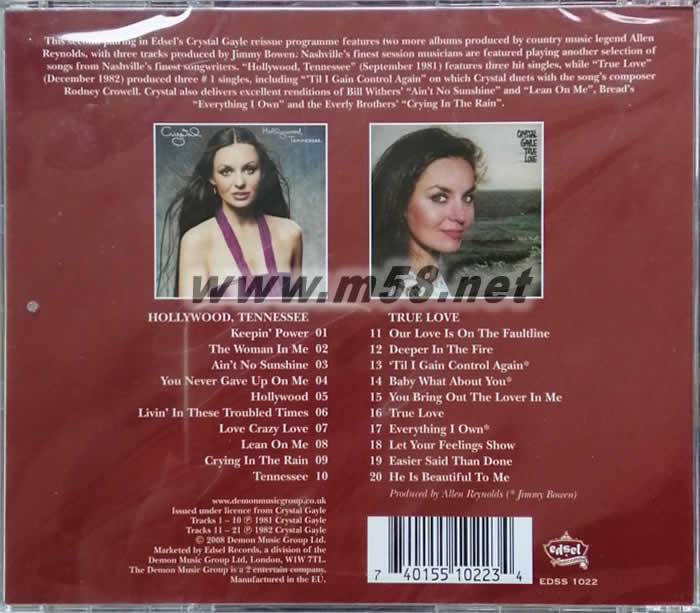 This second pairing in Edsel's Crystal Gayle reissue programme features two more albums produced by country music legend Allen
Reynolds, with three tracks produced by Jimmy Bowen. Nashville's finest session musicians are featured playing another selection of
songs from Nashville's finest songwriters. "Hollywood, Tennessee" (September 1981) features three hit singles, while "True Love"
(December 1982) produced three # 1 singles, including "'Til I Gain Control Again" on which Crystal duets with the song's composer
Rodney Crowell. Crystal also delivers excellent renditions of Bill Withers' "Ain't No Sunshine" and "Lean On Me", Bread's
"Everything I Own" and the Everly Brothers' "Crying In The Rain".
Crystal
Hollywood,
Tennessee
CRYSTAL
GAYLE
TRUE
LOVE
www.m58.net
HOLLYWOOD, TENNESSEE
Keepin' Power 01
The Woman In Me 02
Ain't No Sunshine 03
You Never Gave Up On Me 04
Hollywood 05
Livin' In These Troubled Times 06
Love Crazy Love 07
Lean On Me 08
Crying In The Rain 09
Tennessee 10
TRUE LOVE
11 Our Love Is On The Faultline
12 Deeper In The Fire
13 'Til I Gain Control Again*
14 Baby What About You*
15 You Bring Out The Lover In Me
16 True Love
17 Everything I Own*
18 Let Your Feelings Show
19 Easier Said Than Done
20 He Is Beautiful To Me
Produced by Allen Reynolds (* Jimmy Bowen)
www.demonmusicgroup.co.uk
Issued under licence from Crystal Gayle
Tracks 1 – 10 ℗ 1981 Crystal Gayle
Tracks 11 – 21 ℗ 1982 Crystal Gayle
© 2008 Demon Music Group Ltd.
Marketed by Edsel Records, a division of the
Demon Music Group Ltd, London, W1W 7TL.
The Demon Music Group is a 2 entertain company.
Manufactured in the EU.
7 40155 10223 4
edsel
EDSS 1022